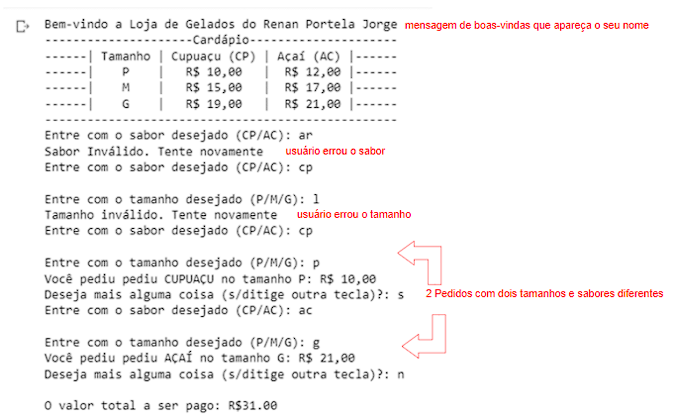 Bem-vindo a Loja de Gelados do Renan Portela Jorge mensagem de boas-vindas que apareça o seu nome
---------------------Cardápio---------------------
------| Tamanho | Cupuaçu (CP) | Açaí (AC) |------
------| P | R$ 10,00 | R$ 12,00 |------
------| M | R$ 15,00 | R$ 17,00 |------
------| G | R$ 19,00 | R$ 21,00 |------
--------------------------------------------------
Entre com o sabor desejado (CP/AC): ar
Sabor Inválido. Tente novamente usuário errou o sabor
Entre com o sabor desejado (CP/AC): cp
Entre com o tamanho desejado (P/M/G): l
Tamanho inválido. Tente novamente usuário errou o tamanho
Entre com o sabor desejado (CP/AC): cp
Entre com o tamanho desejado (P/M/G): p
Você pediu pediu CUPUAÇU no tamanho P: R$ 10,00
Deseja mais alguma coisa (s/ditige outra tecla)?: s 2 Pedidos com dois tamanhos e sabores diferentes
Entre com o sabor desejado (CP/AC): ac
Entre com o tamanho desejado (P/M/G): g
Você pediu pediu AÇAÍ no tamanho G: R$ 21,00
Deseja mais alguma coisa (s/ditige outra tecla)?: n
O valor total a ser pago: R$31.00